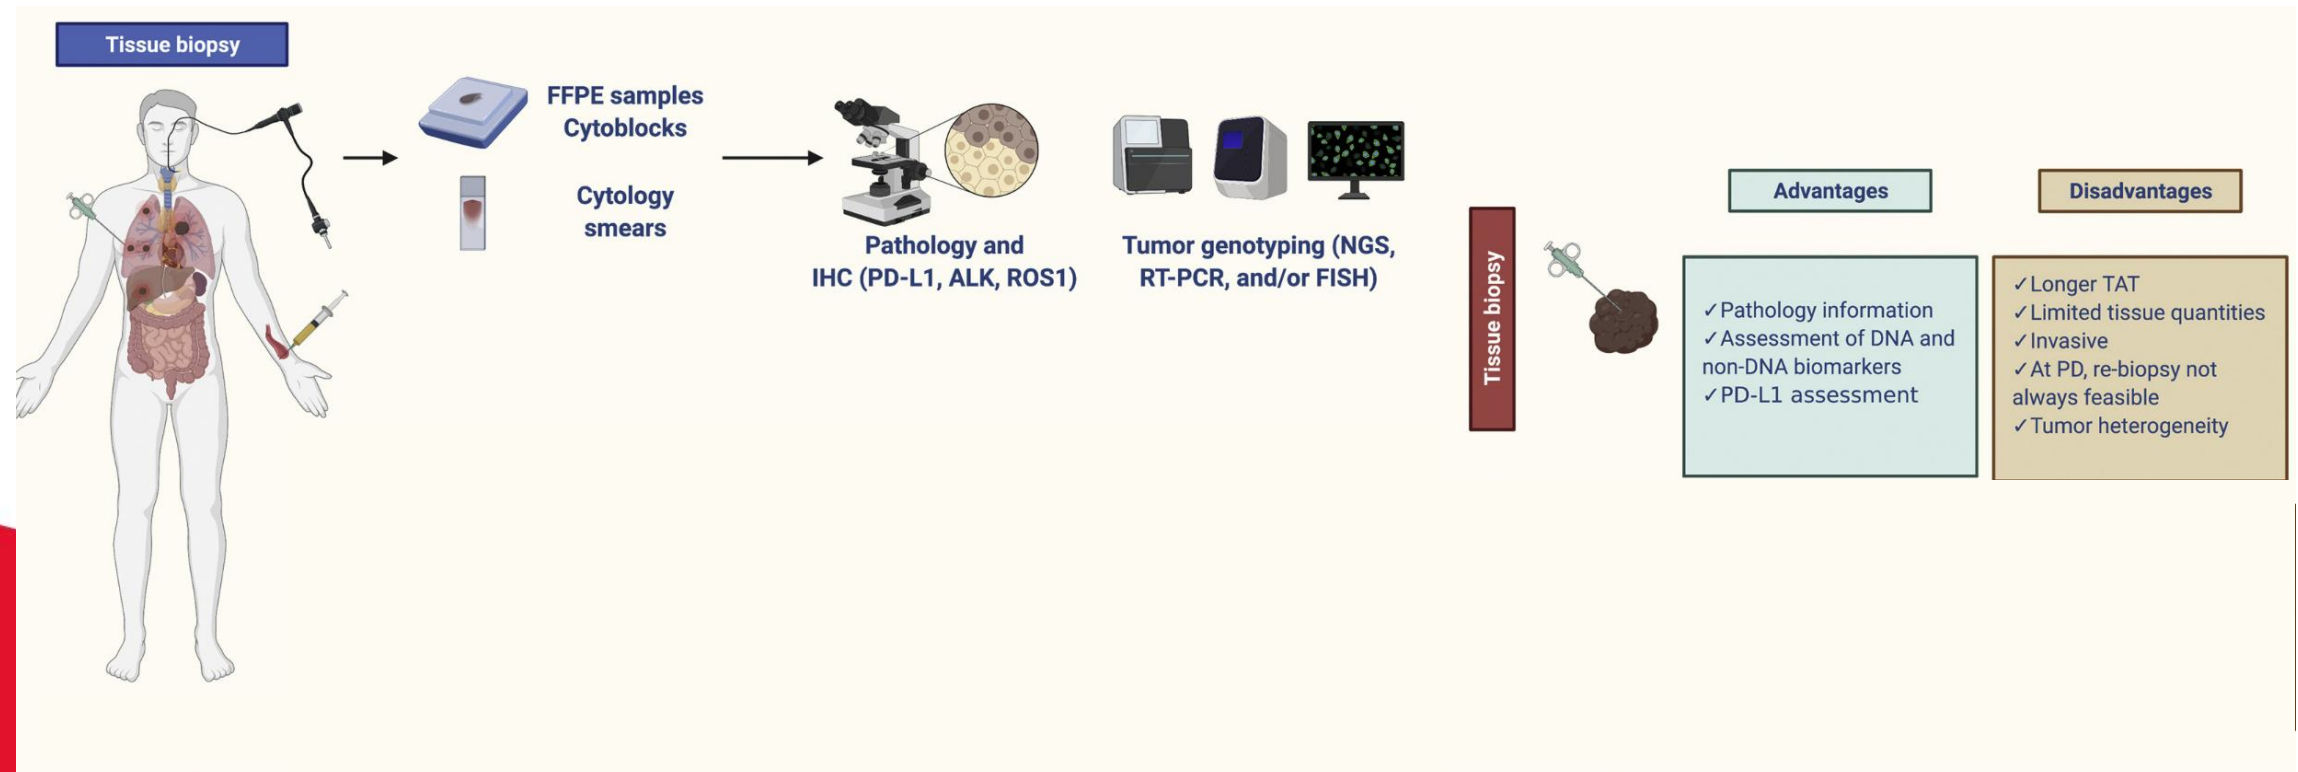 Tissue biopsy
FFPE samples
Cytoblocks
Cytology
smears
Pathology and
IHC (PD-L1, ALK, ROS1)
Tumor genotyping (NGS,
RT-PCR, and/or FISH)
Tissue biopsy
Advantages
✓Pathology information
✓Assessment of DNA and
non-DNA biomarkers
✓PD-L1 assessment
Disadvantages
✓Longer TAT
✓Limited tissue quantities
✓Invasive
✓At PD, re-biopsy not
always feasible
✓Tumor heterogeneity